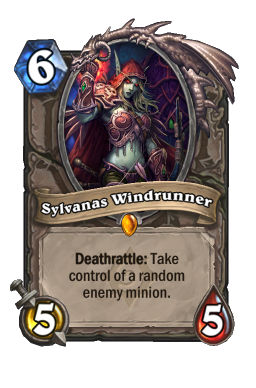 6
Sylvanas Windrunner
Deathrattle: Take
control of a random
enemy minion.
5
5